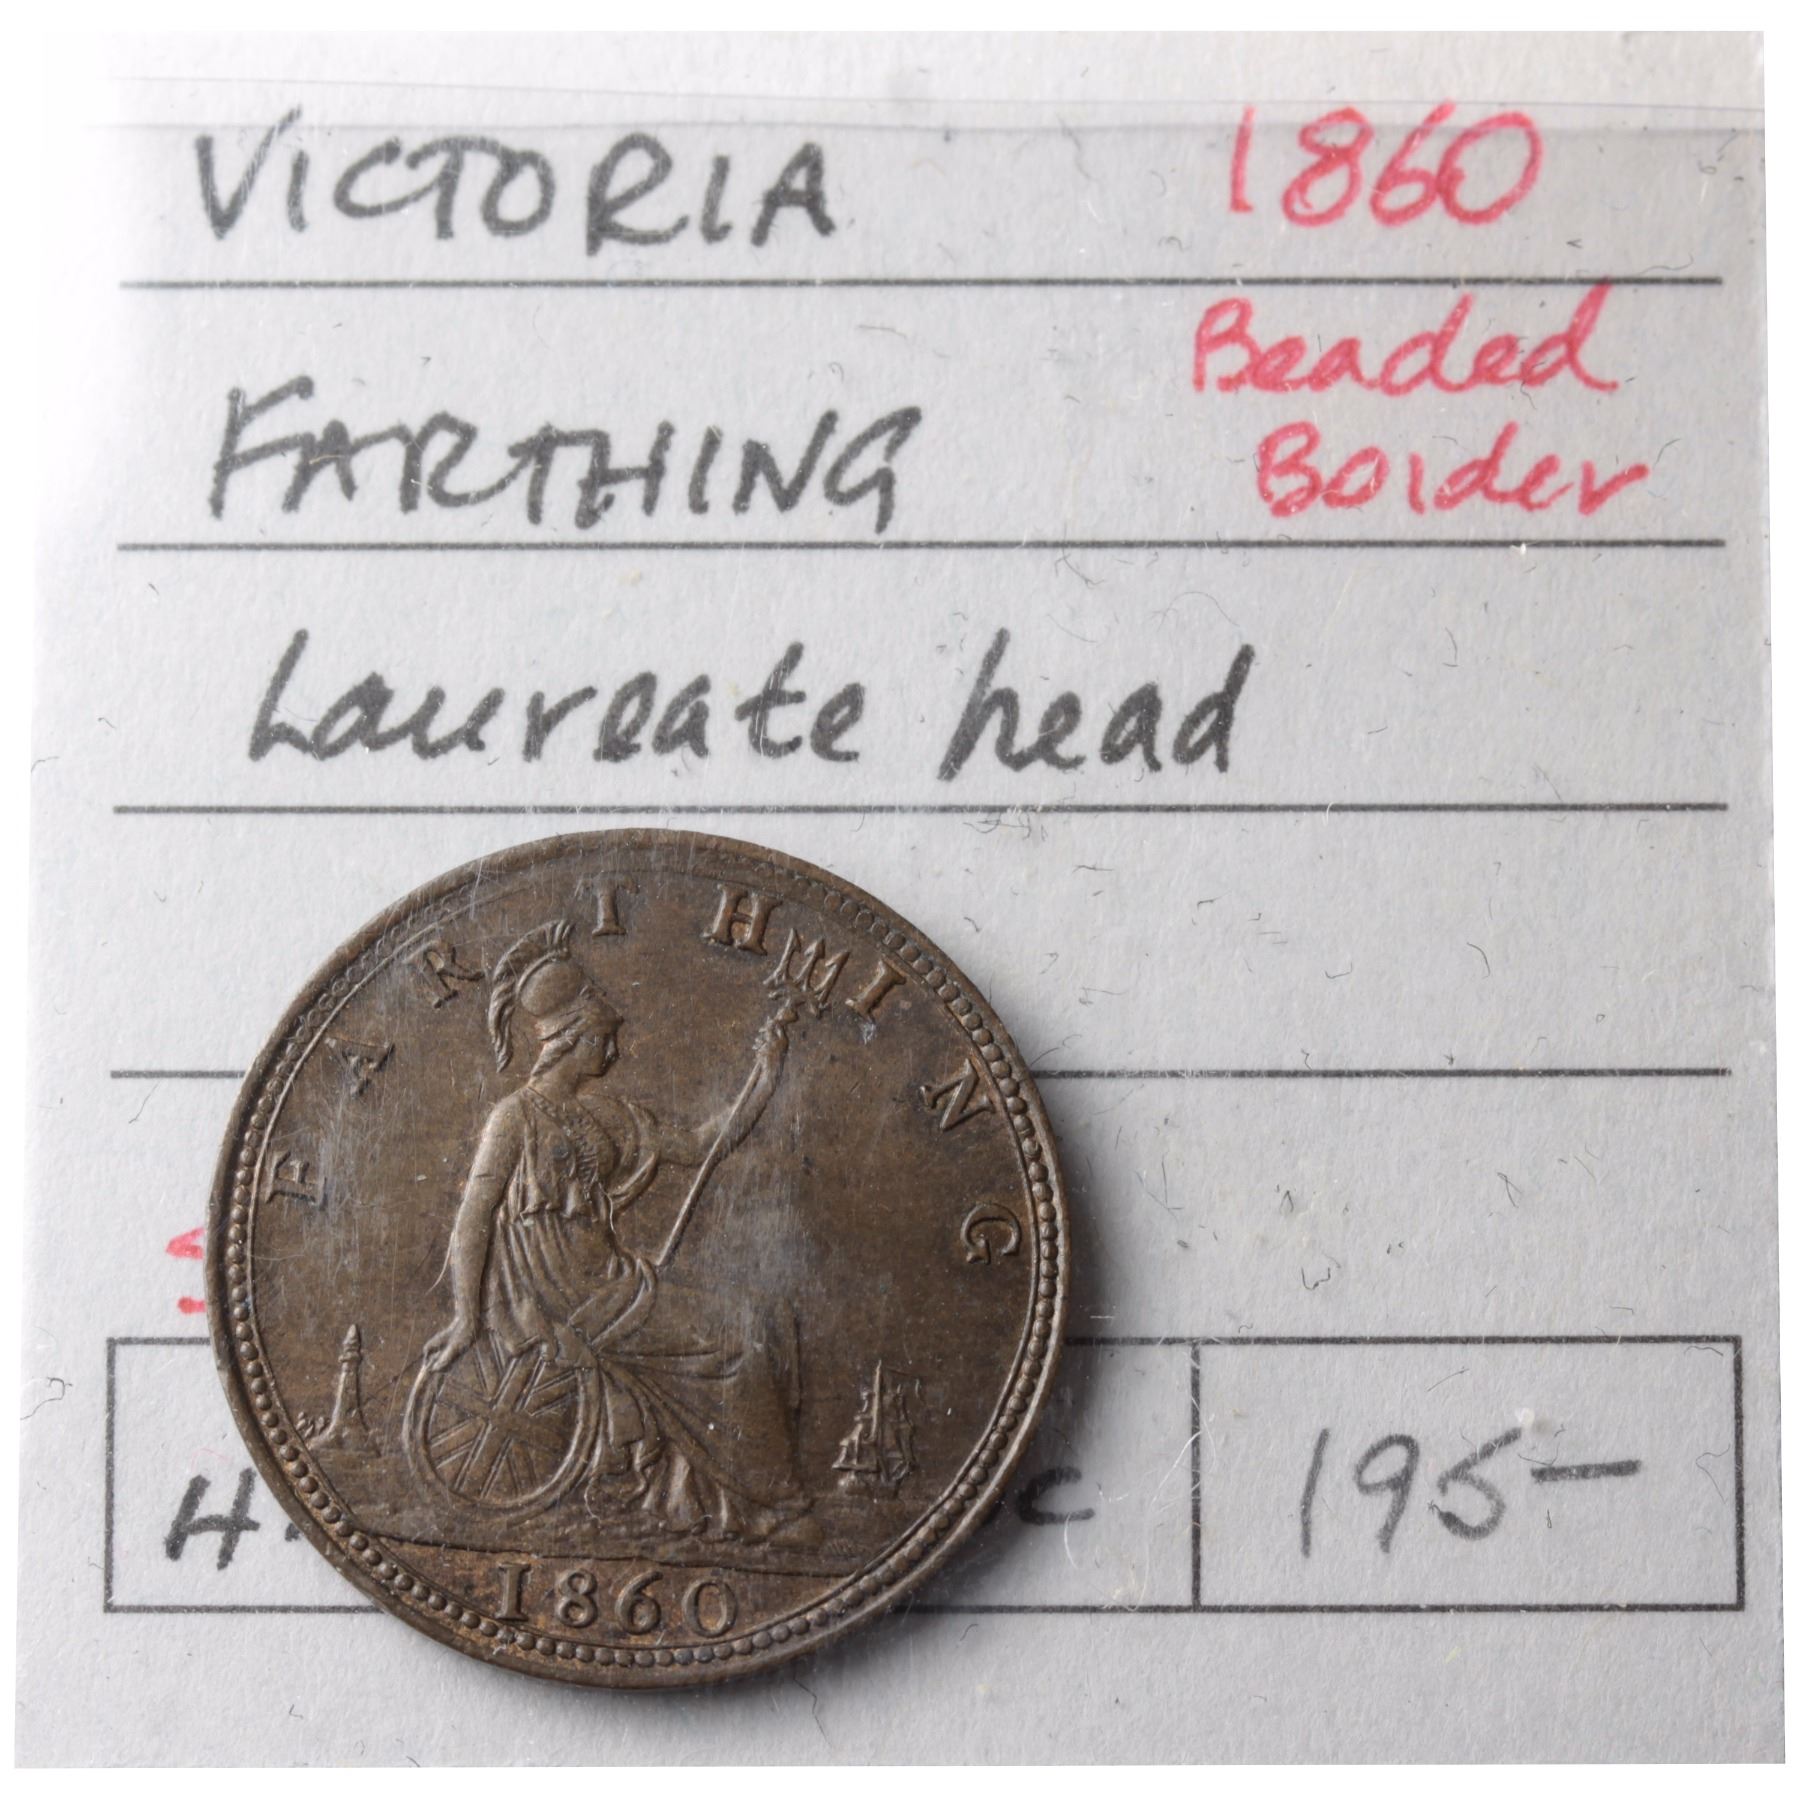 VICTORIA 1860
FARTHING Beaded
Border
Laureate head
FARTHING
195-
1860